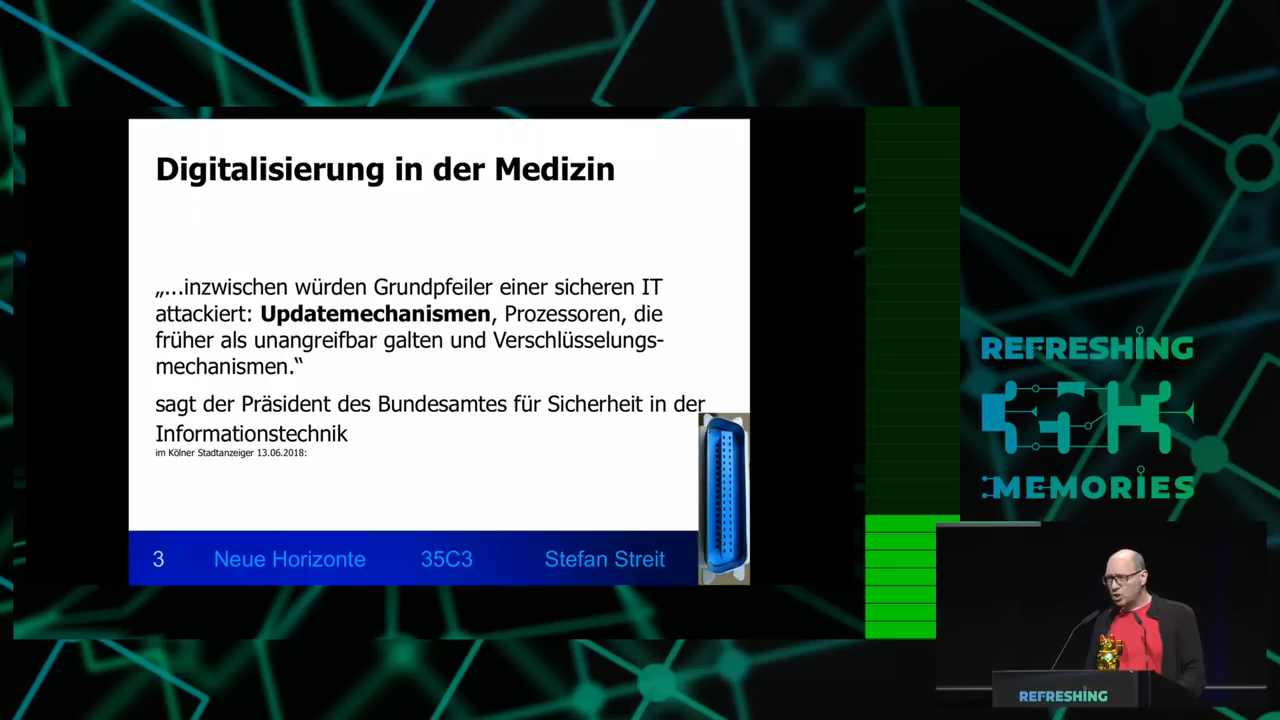 Digitalisierung in der Medizin
„...inzwischen würden Grundpfeiler einer sicheren IT
attackiert: Updatemechanismen, Prozessoren, die
früher als unangreifbar galten und Verschlüsselungs-
mechanismen.“
sagt der Präsident des Bundesamtes für Sicherheit in der
Informationstechnik
im Kölner Stadtanzeiger 13.06.2018:
3 Neue Horizonte 35C3 Stefan Streit
REFRESHING
35C3
MEMORIES
REFRESHING